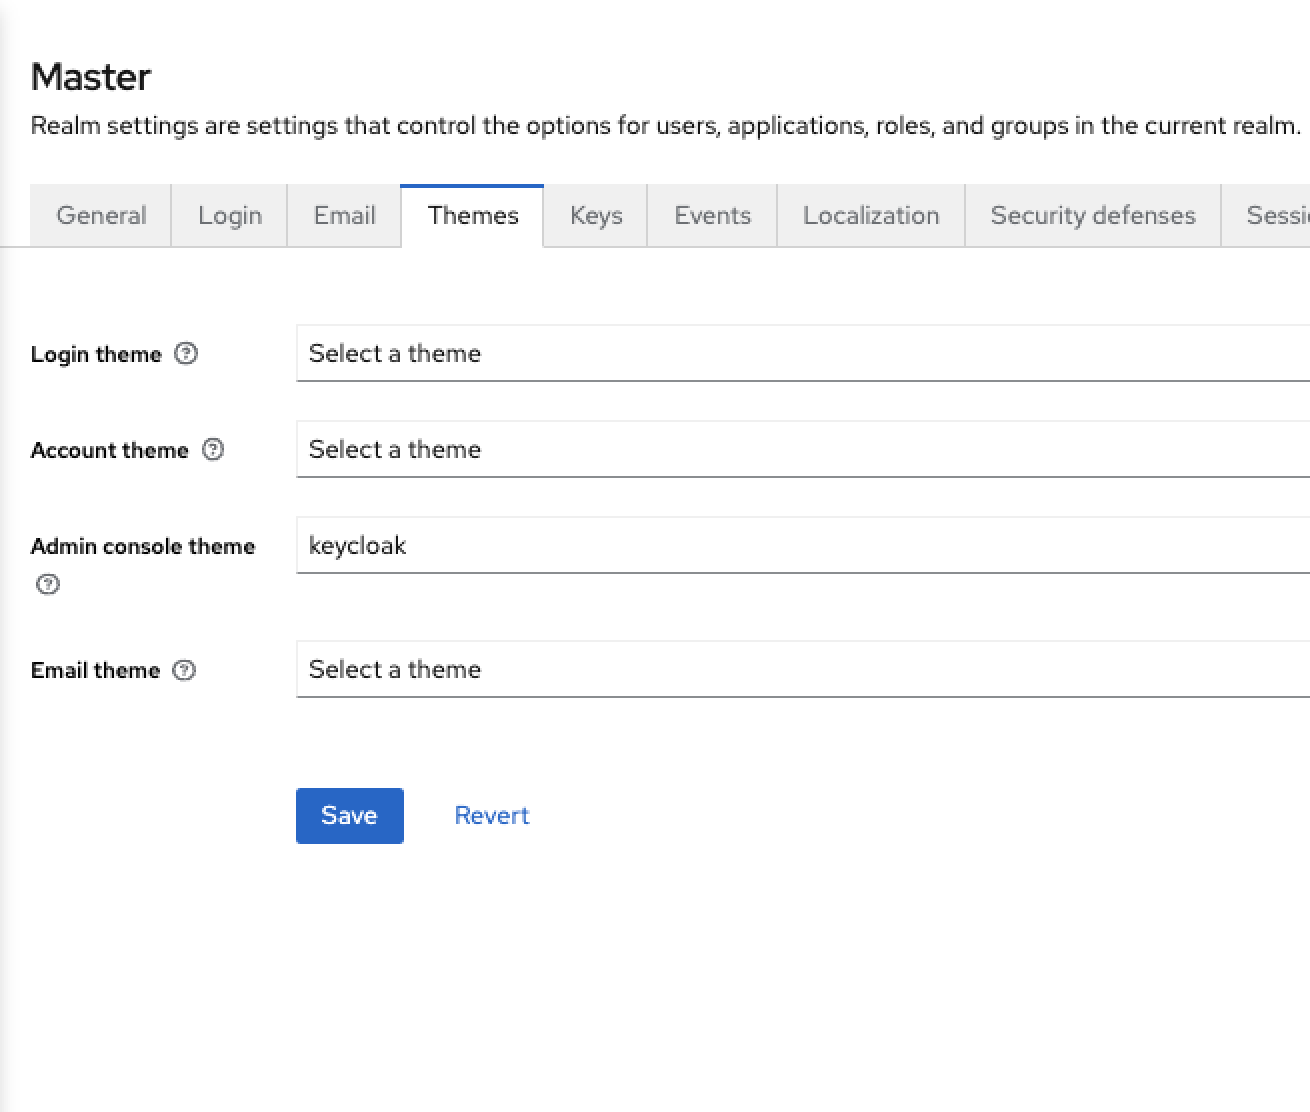 Master
Realm settings are settings that control the options for users, applications, roles, and groups in the current realm.
General Login Email Themes Keys Events Localization Security defenses
Login theme Select a theme
Account theme Select a theme
Admin console theme keycloak
Email theme Select a theme
Save Revert